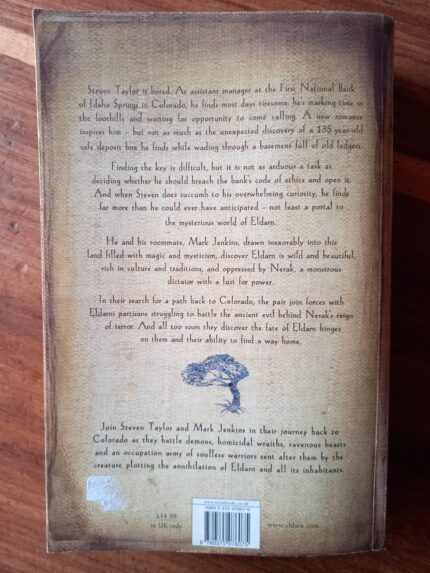 Steven Taylor is bored. As assistant manager at the First National Bank
of Idaho Springs in Colorado, he finds most days tiresome: he's marking time in
the foothills and waiting for opportunity to come calling. A new romance
inspires him – but not as much as the unexpected discovery of a 135-year-old
safe deposit box he finds while wading through a basement full of old ledgers.
Finding the key is difficult, but it is not as arduous a task as
deciding whether he should breach the bank's code of ethics and open it.
And when Steven does succumb to his overwhelming curiosity, he finds
far more than he could ever have anticipated – not least a portal to
the mysterious world of Eldarn.
He and his roommate, Mark Jenkins, drawn inexorably into this
land filled with magic and mysticism, discover Eldarn is wild and beautiful,
rich in culture and traditions, and oppressed by Nerak, a monstrous
dictator with a lust for power.
In their search for a path back to Colorado, the pair join forces with
Eldarni partisans struggling to battle the ancient evil behind Nerak's reign
of terror. And all too soon they discover the fate of Eldarn hinges
on them and their ability to find a way home.
Join Steven Taylor and Mark Jenkins in their journey back to
Colorado as they battle demons, homicidal wraiths, ravenous beasts
and an occupation army of soulless warriors sent after them by the
creature plotting the annihilation of Eldarn and all its inhabitants.
£14.99
in UK only
www.eldarn.com